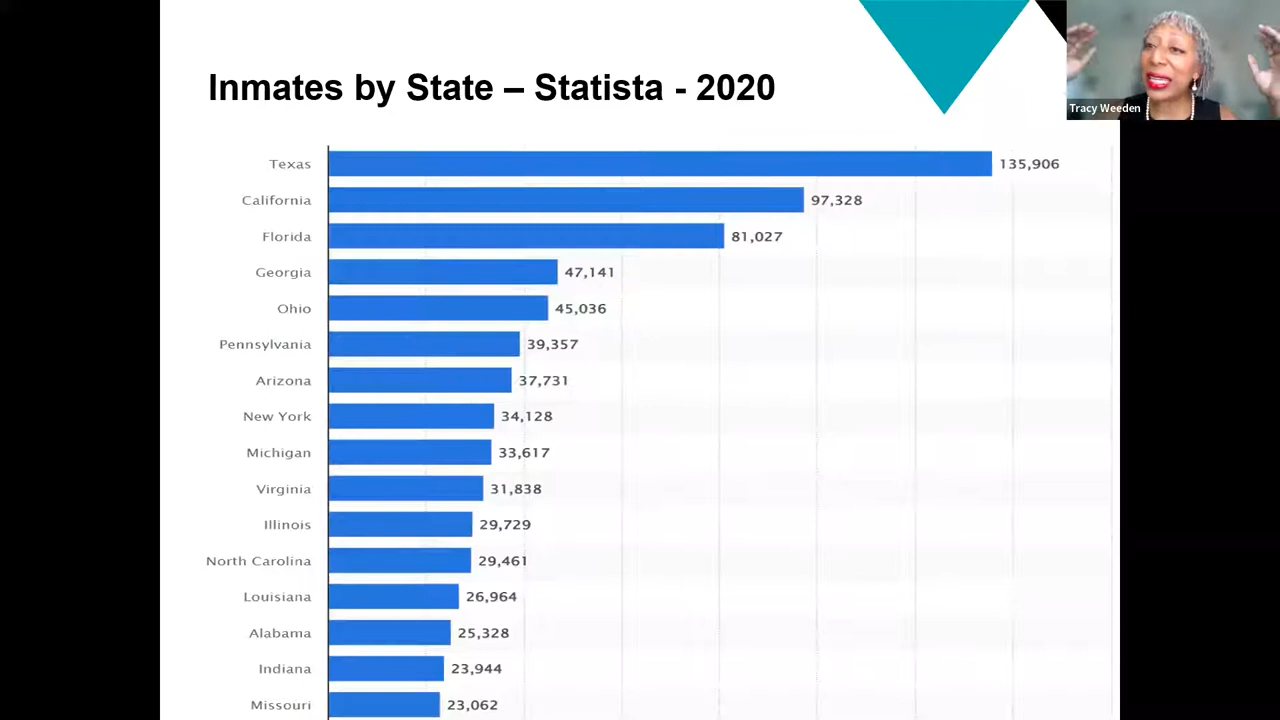 Inmates by State – Statista - 2020
Tracy Weeden
Texas 135,906
California 97,328
Florida 81,027
Georgia 47,141
Ohio 45,036
Pennsylvania 39,357
Arizona 37,731
New York 34,128
Michigan 33,617
Virginia 31,838
Illinois 29,729
North Carolina 29,461
Louisiana 26,964
Alabama 25,328
Indiana 23,944
Missouri 23,062